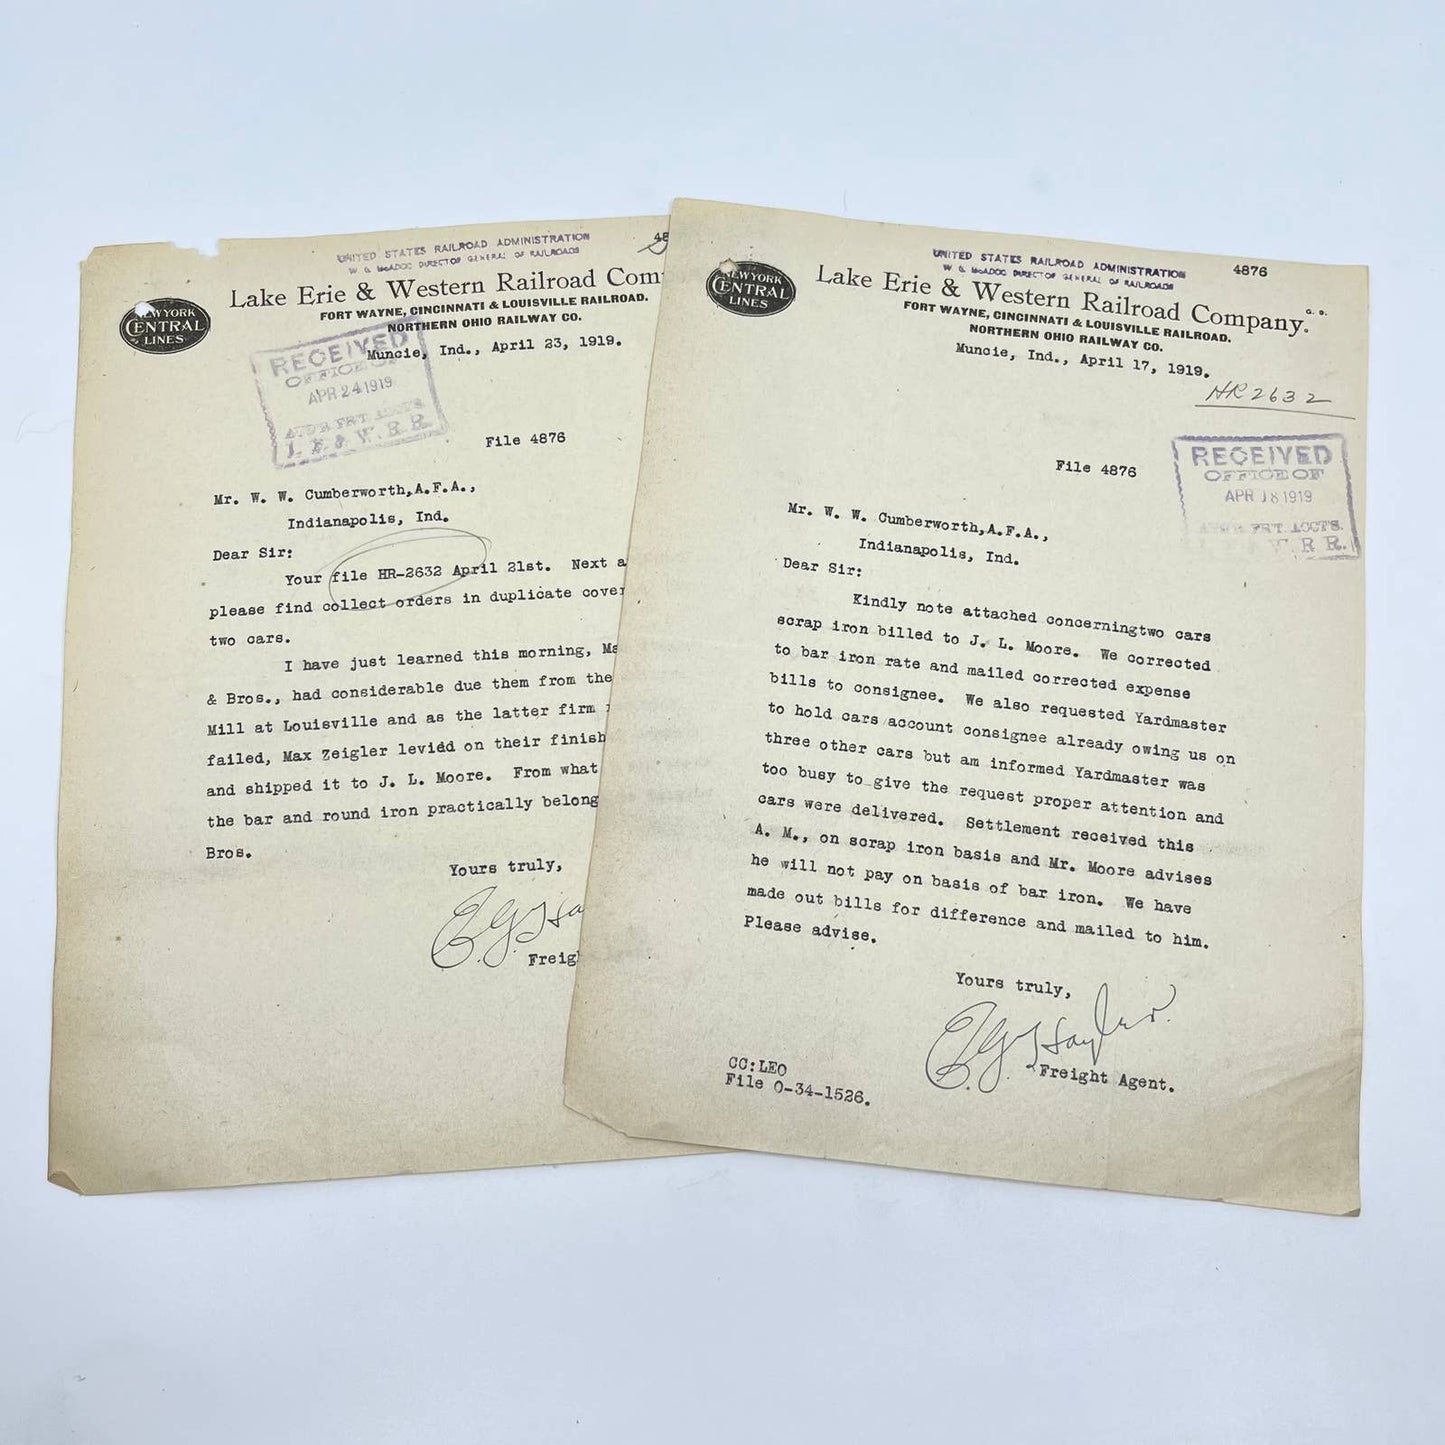 UNITED STATES RAILROAD ADMINISTRATION
W G McADOO DIRECTOR GENERAL OF RAILROADS
48
NEW YORK
CENTRAL
LINES
Lake Erie & Western Railroad Com
FORT WAYNE, CINCINNATI & LOUISVILLE RAILROAD.
NORTHERN OHIO RAILWAY CO.
Muncie, Ind., April 23, 1919.
RECEIVED
OFFICE OF
APR 24 1919
AUDR FRT ACCTS.
L. E. & W. R. R.
File 4876
Mr. W. W. Cumberworth,A.F.A.,
Indianapolis, Ind.
Dear Sir:
Your file HR-2632 April 21st. Next a
please find collect orders in duplicate cover
two cars.
I have just learned this morning, Ma
& Bros., had considerable due them from the
Mill at Louisville and as the latter firm
failed, Max Zeigler levied on their finish
and shipped it to J. L. Moore. From what
the bar and round iron practically belong
Bros.
Yours truly,
E. G. Hay
Freigh
UNITED STATES RAILROAD ADMINISTRATION
W G McADOO DIRECTOR GENERAL OF RAILROADS
4876
NEW YORK
CENTRAL
LINES
Lake Erie & Western Railroad Company.
G. O.
FORT WAYNE, CINCINNATI & LOUISVILLE RAILROAD.
NORTHERN OHIO RAILWAY CO.
Muncie, Ind., April 17, 1919.
HR 2632
RECEIVED
OFFICE OF
APR 18 1919
AUDR FRT ACCTS.
W. R. R.
File 4876
Mr. W. W. Cumberworth,A.F.A.,
Indianapolis, Ind.
Dear Sir:
Kindly note attached concerningtwo cars
scrap iron billed to J. L. Moore. We corrected
to bar iron rate and mailed corrected expense
bills to consignee. We also requested Yardmaster
to hold cars account consignee already owing us on
three other cars but am informed Yardmaster was
too busy to give the request proper attention and
cars were delivered. Settlement received this
A. M., on scrap iron basis and Mr. Moore advises
he will not pay on basis of bar iron. We have
made out bills for difference and mailed to him.
Please advise.
Yours truly,
E. G. Hayler.
Freight Agent.
CC:LEO
File 0-34-1526.